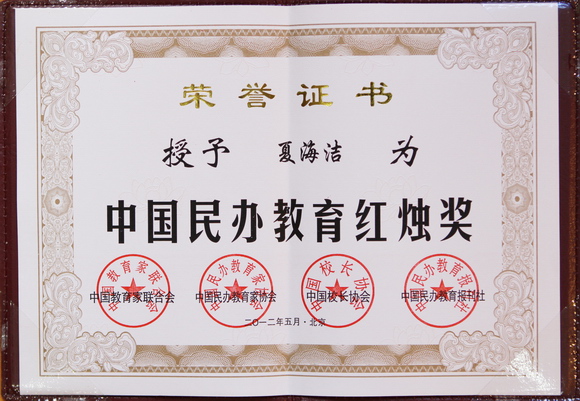 荣誉证书
授予 夏海洁 为
中国民办教育红烛奖
中国教育家联合会 中国民办教育家协会 中国校长协会 中国民办教育报刊社
二〇一二年五月·北京